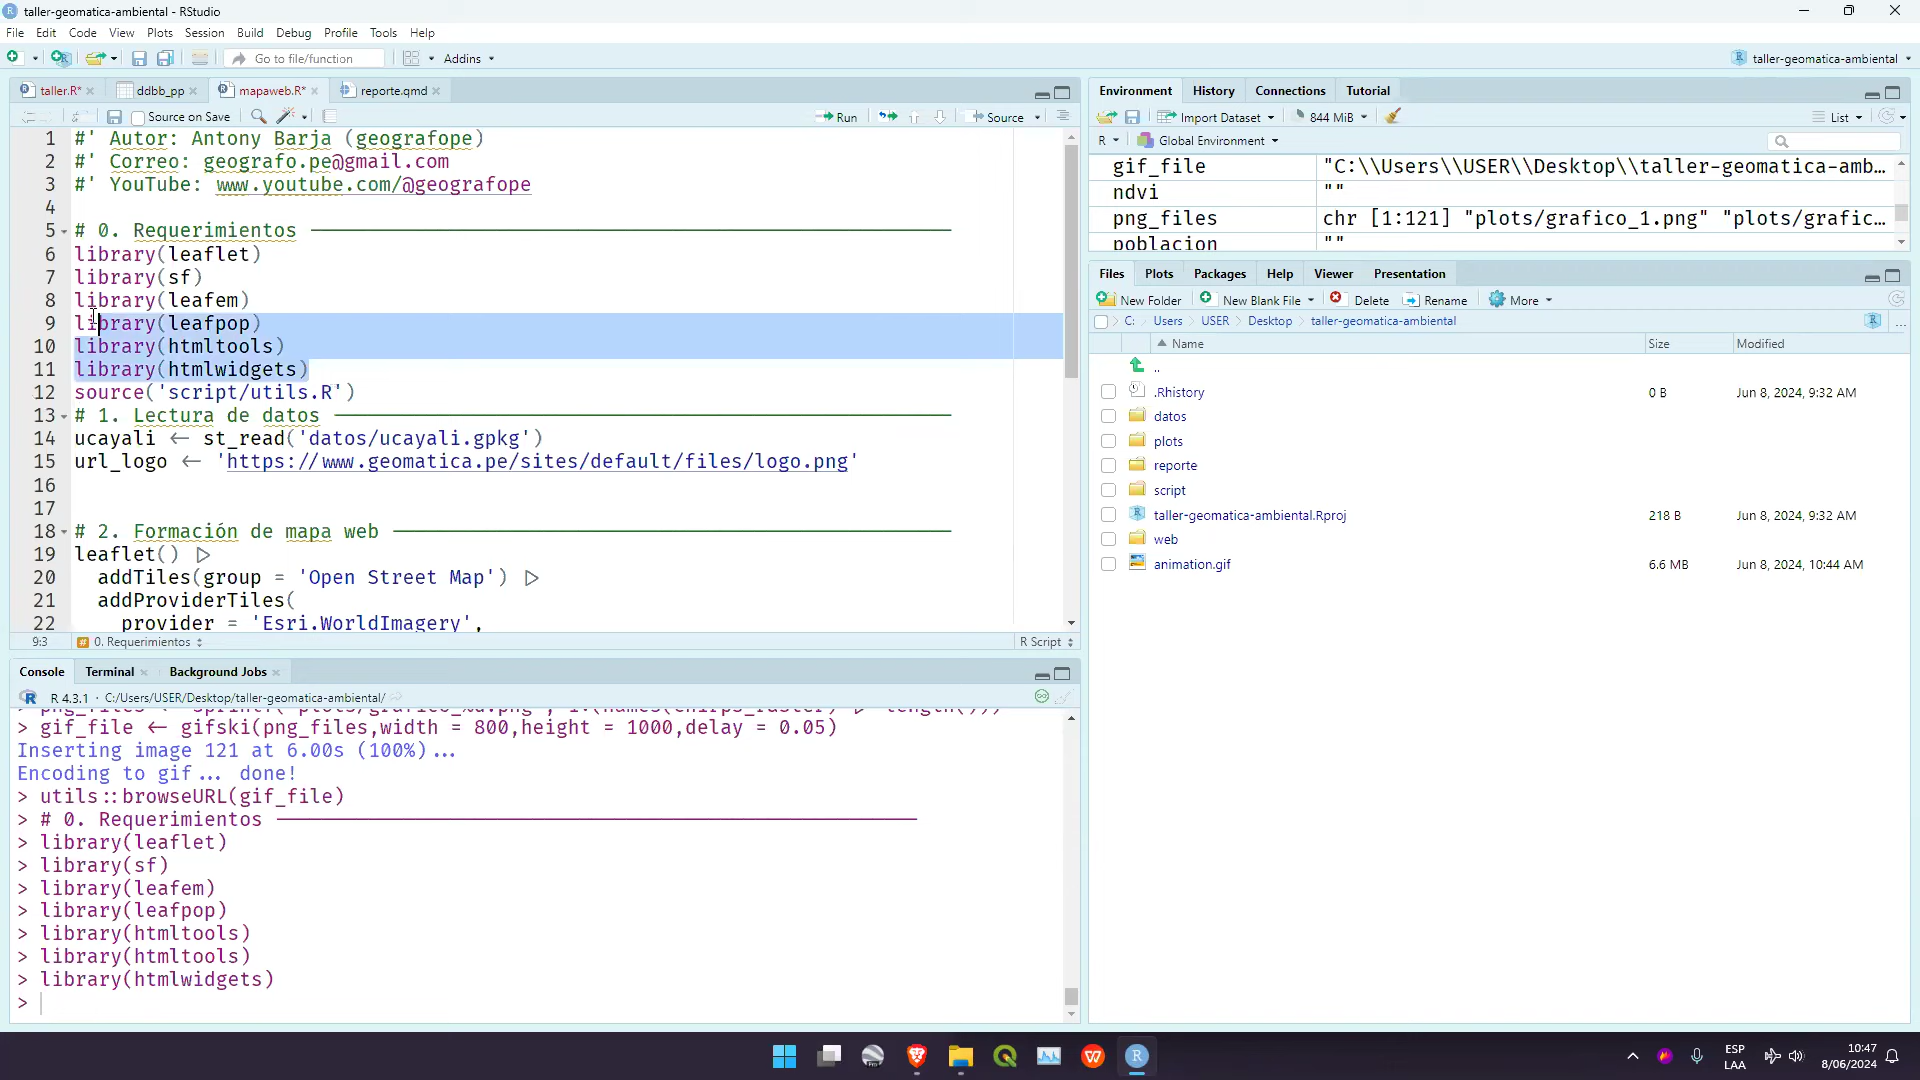 taller-geomatica-ambiental - RStudio
File Edit Code View Plots Session Build Debug Profile Tools Help
Go to file/function Addins taller-geomatica-ambiental
taller.R* ddbb_pp mapaweb.R* reporte.qmd
Source on Save Run Source
1 #' Autor: Antony Barja (geografope)
2 #' Correo: geografo.pe@gmail.com
3 #' YouTube: www.youtube.com/@geografope
4
5 # 0. Requerimientos
6 library(leaflet)
7 library(sf)
8 library(leafem)
9 library(leafpop)
10 library(htmltools)
11 library(htmlwidgets)
12 source('script/utils.R')
13 # 1. Lectura de datos
14 ucayali <- st_read('datos/ucayali.gpkg')
15 url_logo <- 'https://www.geomatica.pe/sites/default/files/logo.png'
16
17
18 # 2. Formación de mapa web
19 leaflet() |>
20 addTiles(group = 'Open Street Map') |>
21 addProviderTiles(
22 provider = 'Esri.WorldImagery',
9:3 # 0. Requerimientos R Script
Console Terminal Background Jobs
R 4.3.1 · C:/Users/USER/Desktop/taller-geomatica-ambiental/
> gif_file <- gifski(png_files,width = 800,height = 1000,delay = 0.05)
Inserting image 121 at 6.00s (100%)...
Encoding to gif... done!
> utils::browseURL(gif_file)
> # 0. Requerimientos
> library(leaflet)
> library(sf)
> library(leafem)
> library(leafpop)
> library(htmltools)
> library(htmltools)
> library(htmlwidgets)
>
Environment History Connections Tutorial
Import Dataset 844 MiB List
R Global Environment
gif_file "C:\\Users\\USER\\Desktop\\taller-geomatica-amb…
ndvi ""
png_files chr [1:121] "plots/grafico_1.png" "plots/grafic…
poblacion ""
Files Plots Packages Help Viewer Presentation
New Folder New Blank File Delete Rename More
C: Users USER Desktop taller-geomatica-ambiental ...
Name Size Modified
..
.Rhistory 0 B Jun 8, 2024, 9:32 AM
datos
plots
reporte
script
taller-geomatica-ambiental.Rproj 218 B Jun 8, 2024, 9:32 AM
web
animation.gif 6.6 MB Jun 8, 2024, 10:44 AM
ESP
LAA
10:47
8/06/2024